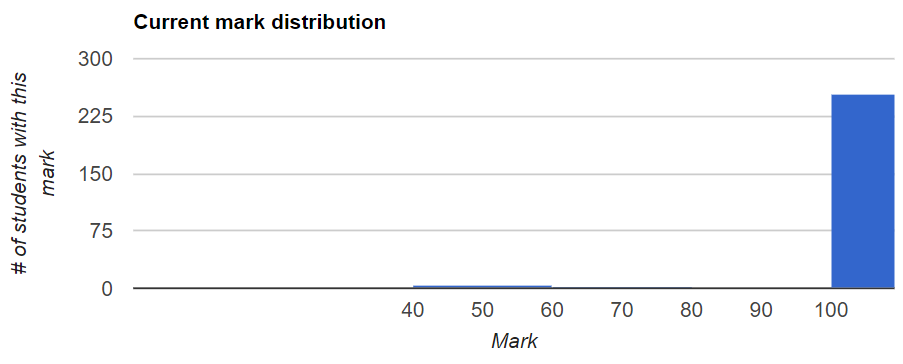 Current mark distribution
# of students with this
mark
300
225
150
75
0
40 50 60 70 80 90 100
Mark